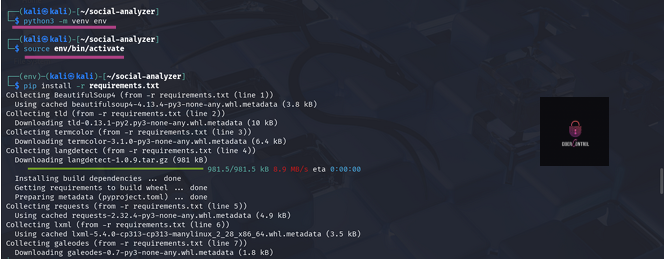 ┌──(kali㉿kali)-[~/social-analyzer]
└─$ python3 -m venv env
┌──(kali㉿kali)-[~/social-analyzer]
└─$ source env/bin/activate
┌──(env)─(kali㉿kali)-[~/social-analyzer]
└─$ pip install -r requirements.txt
Collecting BeautifulSoup4 (from -r requirements.txt (line 1))
Using cached beautifulsoup4-4.13.4-py3-none-any.whl.metadata (3.8 kB)
Collecting tld (from -r requirements.txt (line 2))
Downloading tld-0.13.1-py2.py3-none-any.whl.metadata (10 kB)
Collecting termcolor (from -r requirements.txt (line 3))
Downloading termcolor-3.1.0-py3-none-any.whl.metadata (6.4 kB)
Collecting langdetect (from -r requirements.txt (line 4))
Downloading langdetect-1.0.9.tar.gz (981 kB)
981.5/981.5 kB 8.9 MB/s eta 0:00:00
Installing build dependencies ... done
Getting requirements to build wheel ... done
Preparing metadata (pyproject.toml) ... done
Collecting requests (from -r requirements.txt (line 5))
Using cached requests-2.32.4-py3-none-any.whl.metadata (4.9 kB)
Collecting lxml (from -r requirements.txt (line 6))
Using cached lxml-5.4.0-cp313-cp313-manylinux_2_28_x86_64.whl.metadata (3.5 kB)
Collecting galeodes (from -r requirements.txt (line 7))
Downloading galeodes-0.7-py3-none-any.whl.metadata (1.8 kB)